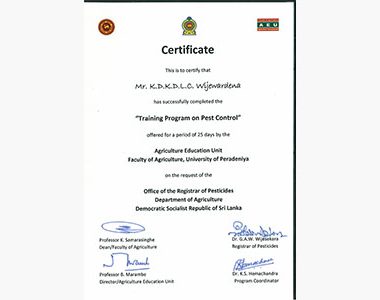 AEU
Certificate
This is to certify that
Mr. K.D.K.D.L.C. Wijewardena
has successfully completed the
"Training Program on Pest Control"
offered for a period of 25 days by the
Agriculture Education Unit
Faculty of Agriculture, University of Peradeniya
on the request of the
Office of the Registrar of Pesticides
Department of Agriculture
Democratic Socialist Republic of Sri Lanka
Professor K. Samarasinghe
Dean/Faculty of Agriculture
Dr. G.A.W. Wijesekara
Registrar of Pesticides
Professor B. Marambe
Director/Agriculture Education Unit
Dr. K.S. Hemachandra
Program Coordinator